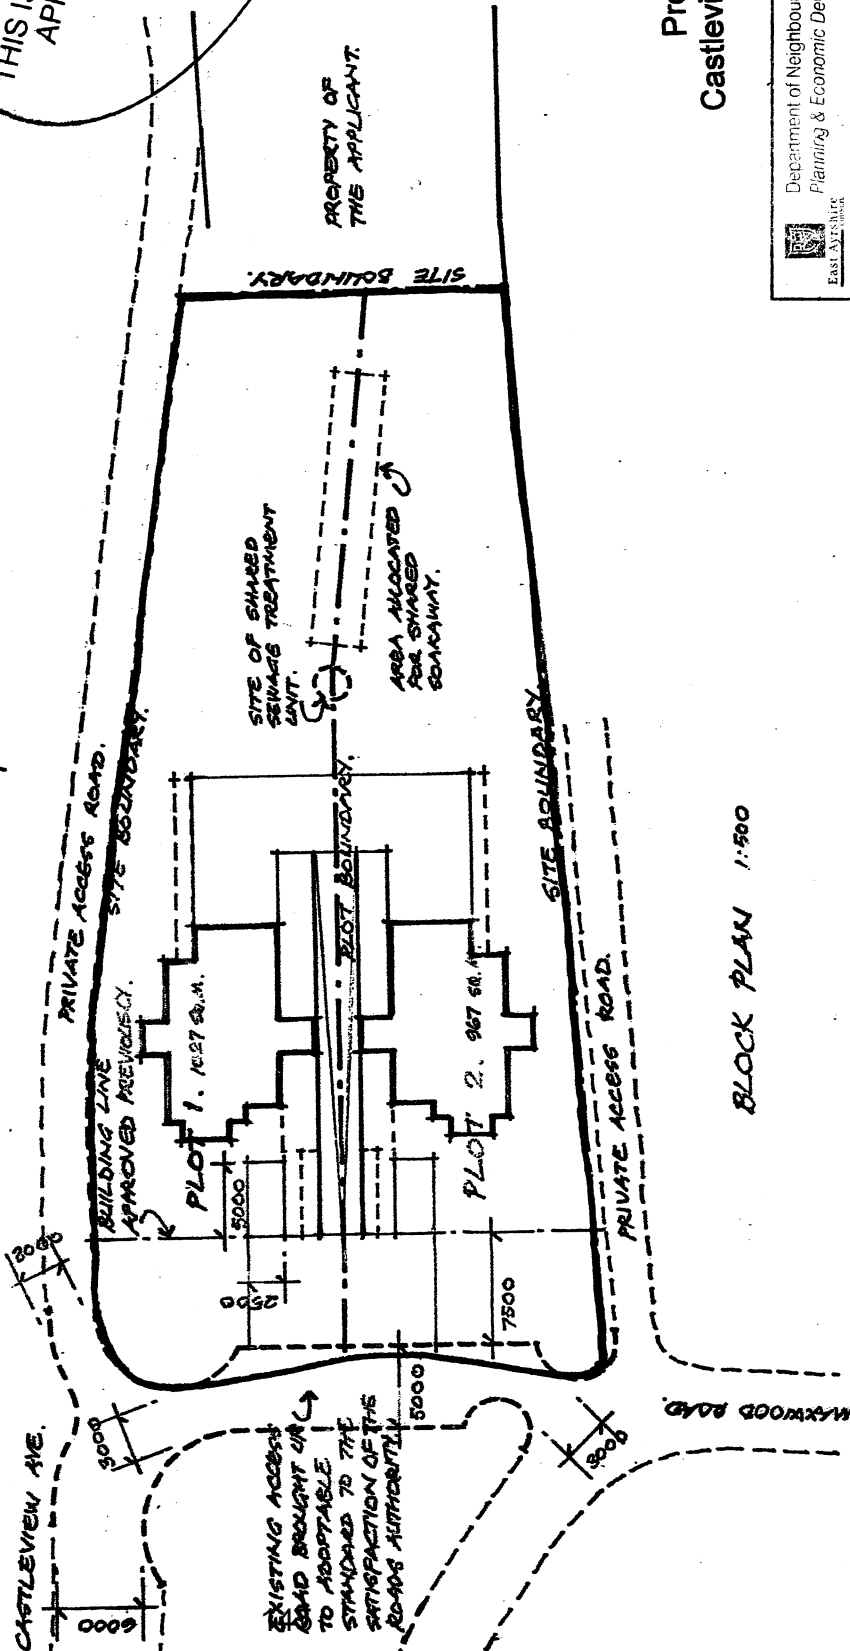 THIS IS
PROPERTY OF
THE APPLICANT.
SITE BOUNDARY.
Castlevi
Department of Neighbou
Planning & Economic De
East Ayrshire
SITE OF SHARED
SEWAGE TREATMENT
UNIT.
AREA ALLOCATED
FOR SHARED
SOAKAWAY.
PRIVATE ACCESS ROAD.
SITE BOUNDARY.
PLOT BOUNDARY.
SITE BOUNDARY
BUILDING LINE
APPROVED PREVIOUSLY.
PLOT 1. 1027 SQ.M.
PLOT 2. 967 SQ.M.
PRIVATE ACCESS ROAD.
BLOCK PLAN 1:500
5000
2500
7500
5000
3000
3000
6000
CASTLEVIEW AVE.
EXISTING ACCESS
ROAD BROUGHT UP
TO ADOPTABLE
STANDARD TO THE
SATISFACTION OF THE
ROADS AUTHORITY.
MAXWOOD ROAD.